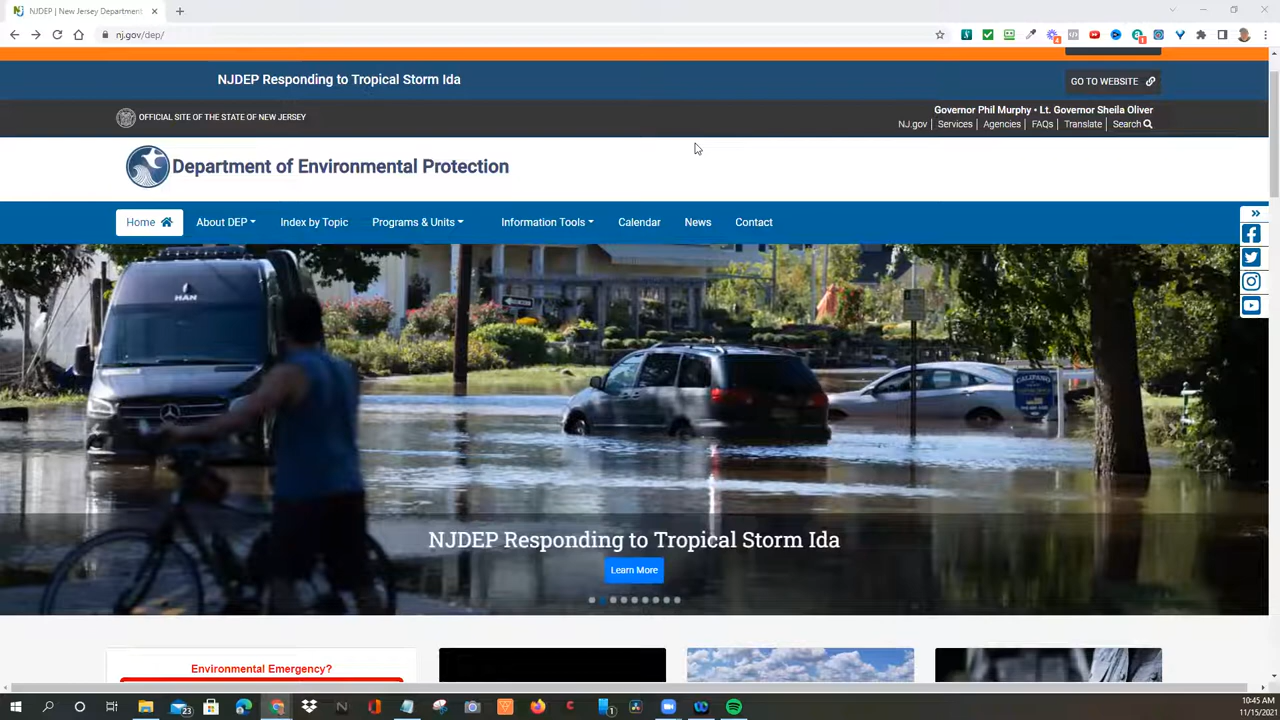 NJDEP | New Jersey Department
nj.gov/dep/
NJDEP Responding to Tropical Storm Ida
GO TO WEBSITE
OFFICIAL SITE OF THE STATE OF NEW JERSEY
Governor Phil Murphy • Lt. Governor Sheila Oliver
NJ.gov | Services | Agencies | FAQs | Translate | Search
Department of Environmental Protection
Home About DEP Index by Topic Programs & Units Information Tools Calendar News Contact
NJDEP Responding to Tropical Storm Ida
Learn More
Environmental Emergency?
23
1
10:45 AM
11/15/2021